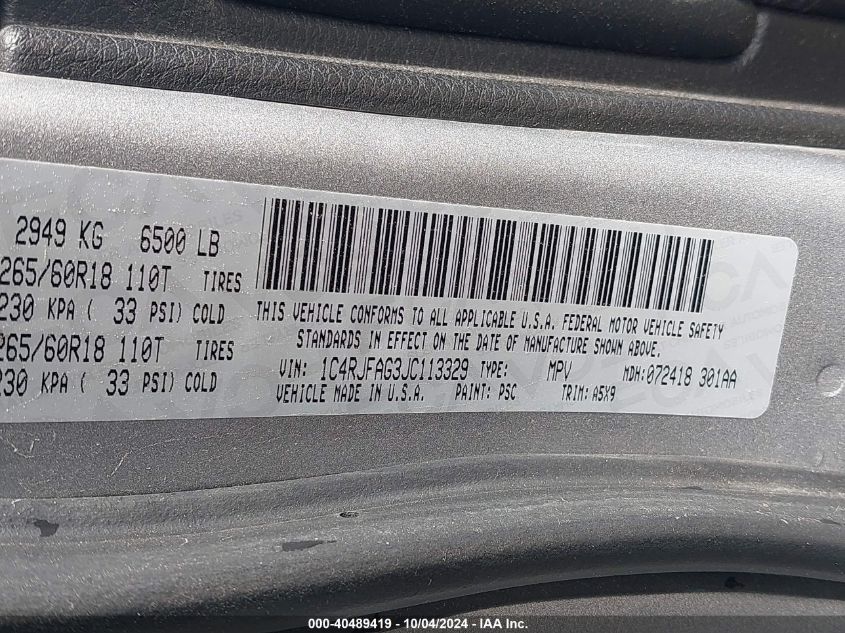 2949 KG 6500 LB
265/60R18 110T TIRES
230 KPA ( 33 PSI) COLD
265/60R18 110T TIRES
230 KPA ( 33 PSI) COLD
THIS VEHICLE CONFORMS TO ALL APPLICABLE U.S.A. FEDERAL MOTOR VEHICLE SAFETY
STANDARDS IN EFFECT ON THE DATE OF MANUFACTURE SHOWN ABOVE.
VIN: 1C4RJFAG3JC113329 TYPE: MPV MDH:072418 301AA
VEHICLE MADE IN U.S.A. PAINT: PSC TRIM: A5X9
000-40489419 - 10/04/2024 - IAA Inc.